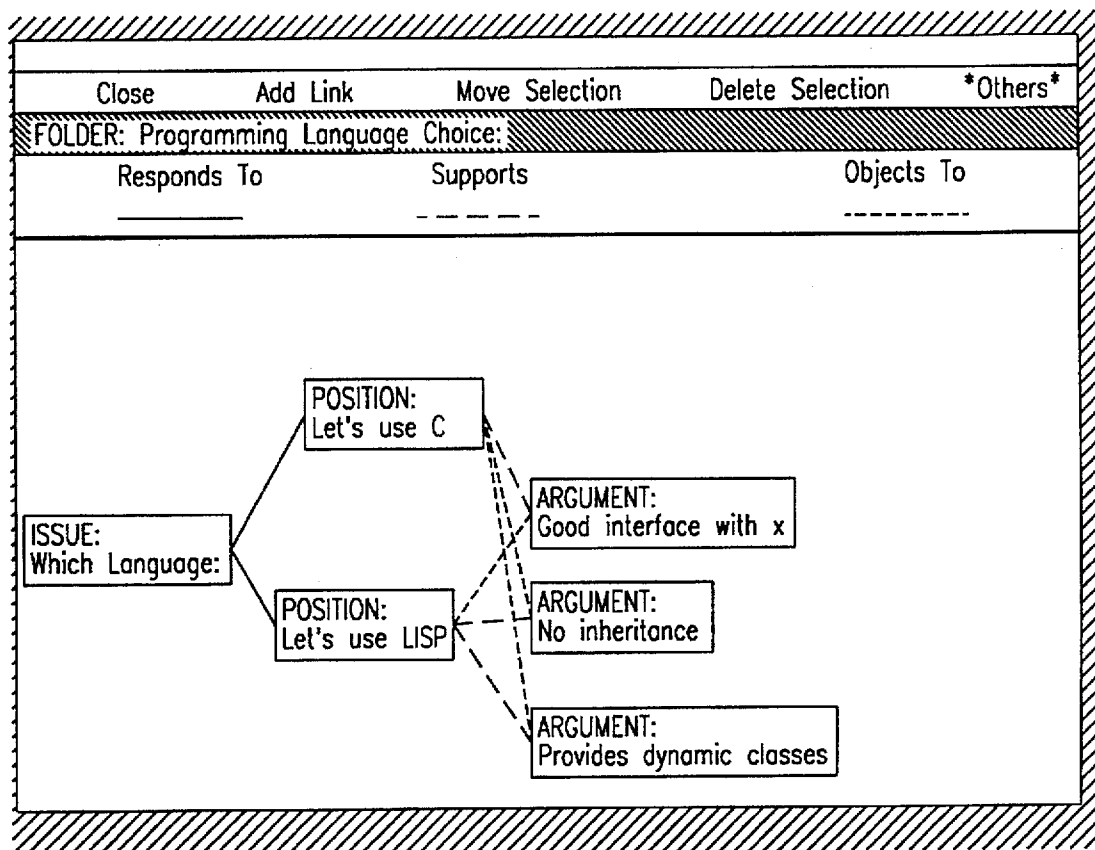 Close Add Link Move Selection Delete Selection *Others*
FOLDER: Programming Language Choice:
Responds To Supports Objects To
POSITION:
Let's use C
ARGUMENT:
Good interface with x
ISSUE:
Which Language:
POSITION:
Let's use LISP
ARGUMENT:
No inheritance
ARGUMENT:
Provides dynamic classes